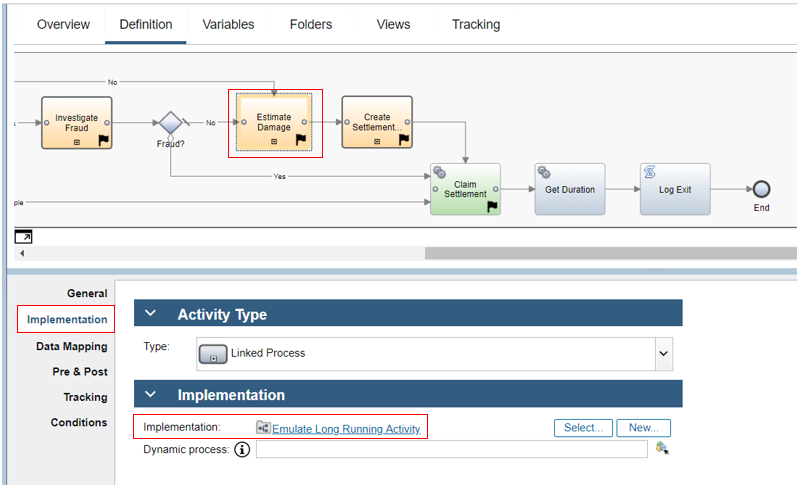 Overview Definition Variables Folders Views Tracking
No
Investigate
Fraud
Fraud?
No
Estimate
Damage
Create
Settlement...
Yes
Claim
Settlement
Get Duration
Log Exit
End
ple
General
Implementation
Data Mapping
Pre & Post
Tracking
Conditions
Activity Type
Type: Linked Process
Implementation
Implementation: Emulate Long Running Activity Select... New...
Dynamic process: